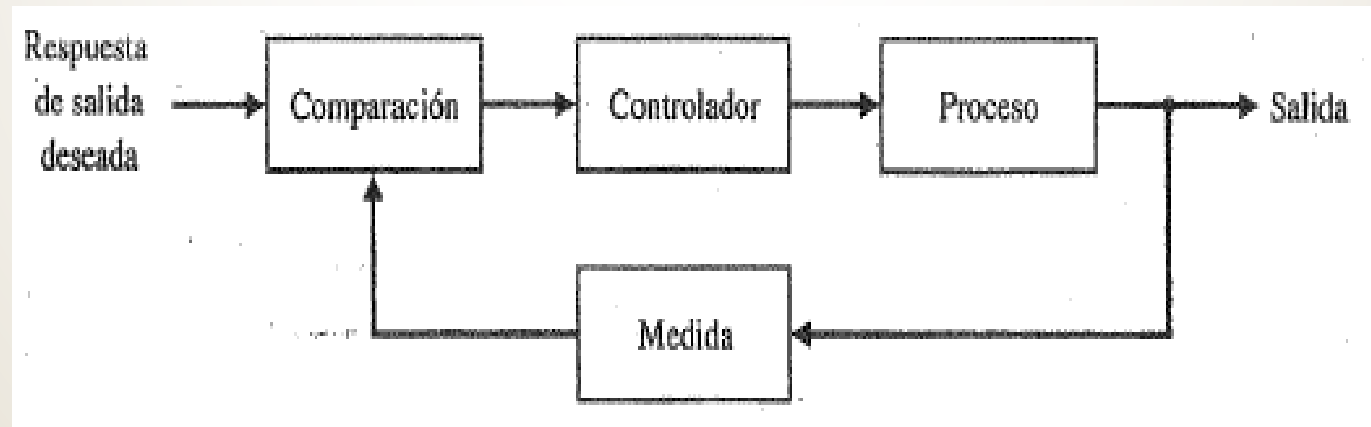 Respuesta
de salida
deseada
Comparación
Controlador
Proceso
Salida
Medida